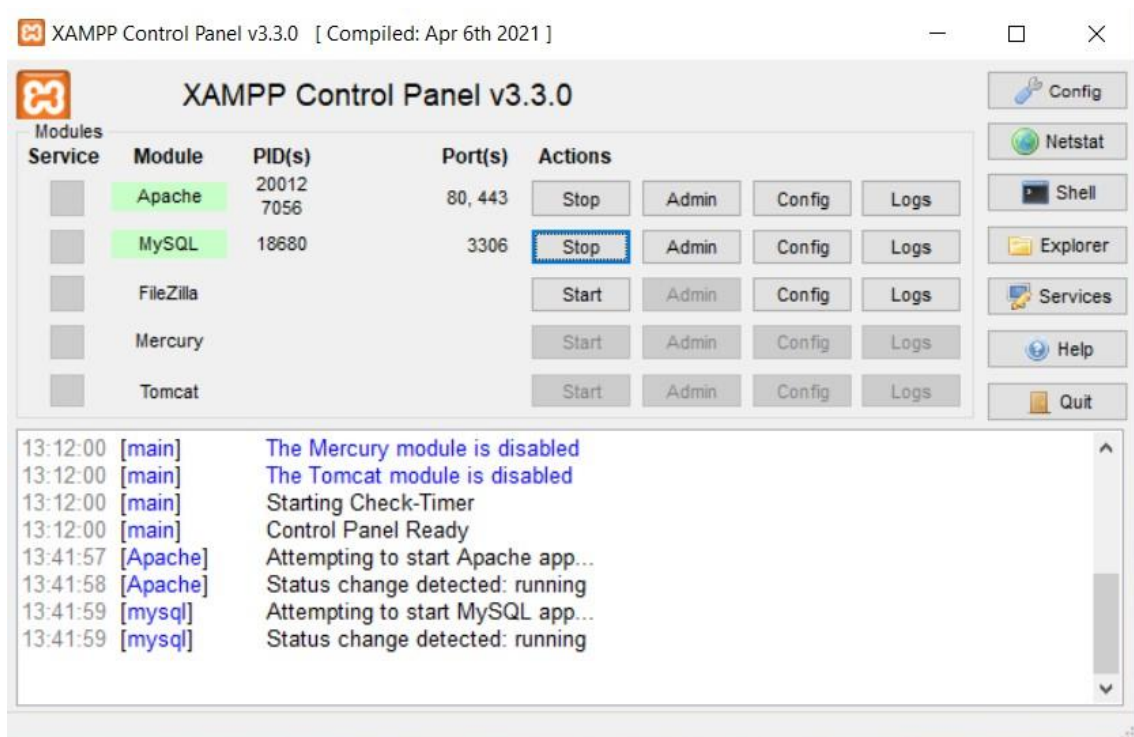 XAMPP Control Panel v3.3.0 [ Compiled: Apr 6th 2021 ]
XAMPP Control Panel v3.3.0
Config
Modules
Service Module PID(s) Port(s) Actions
Netstat
Apache 20012 7056 80, 443 Stop Admin Config Logs
Shell
MySQL 18680 3306 Stop Admin Config Logs
Explorer
FileZilla Start Admin Config Logs
Services
Mercury Start Admin Config Logs
Help
Tomcat Start Admin Config Logs
Quit
13:12:00 [main] The Mercury module is disabled
13:12:00 [main] The Tomcat module is disabled
13:12:00 [main] Starting Check-Timer
13:12:00 [main] Control Panel Ready
13:41:57 [Apache] Attempting to start Apache app...
13:41:58 [Apache] Status change detected: running
13:41:59 [mysql] Attempting to start MySQL app...
13:41:59 [mysql] Status change detected: running